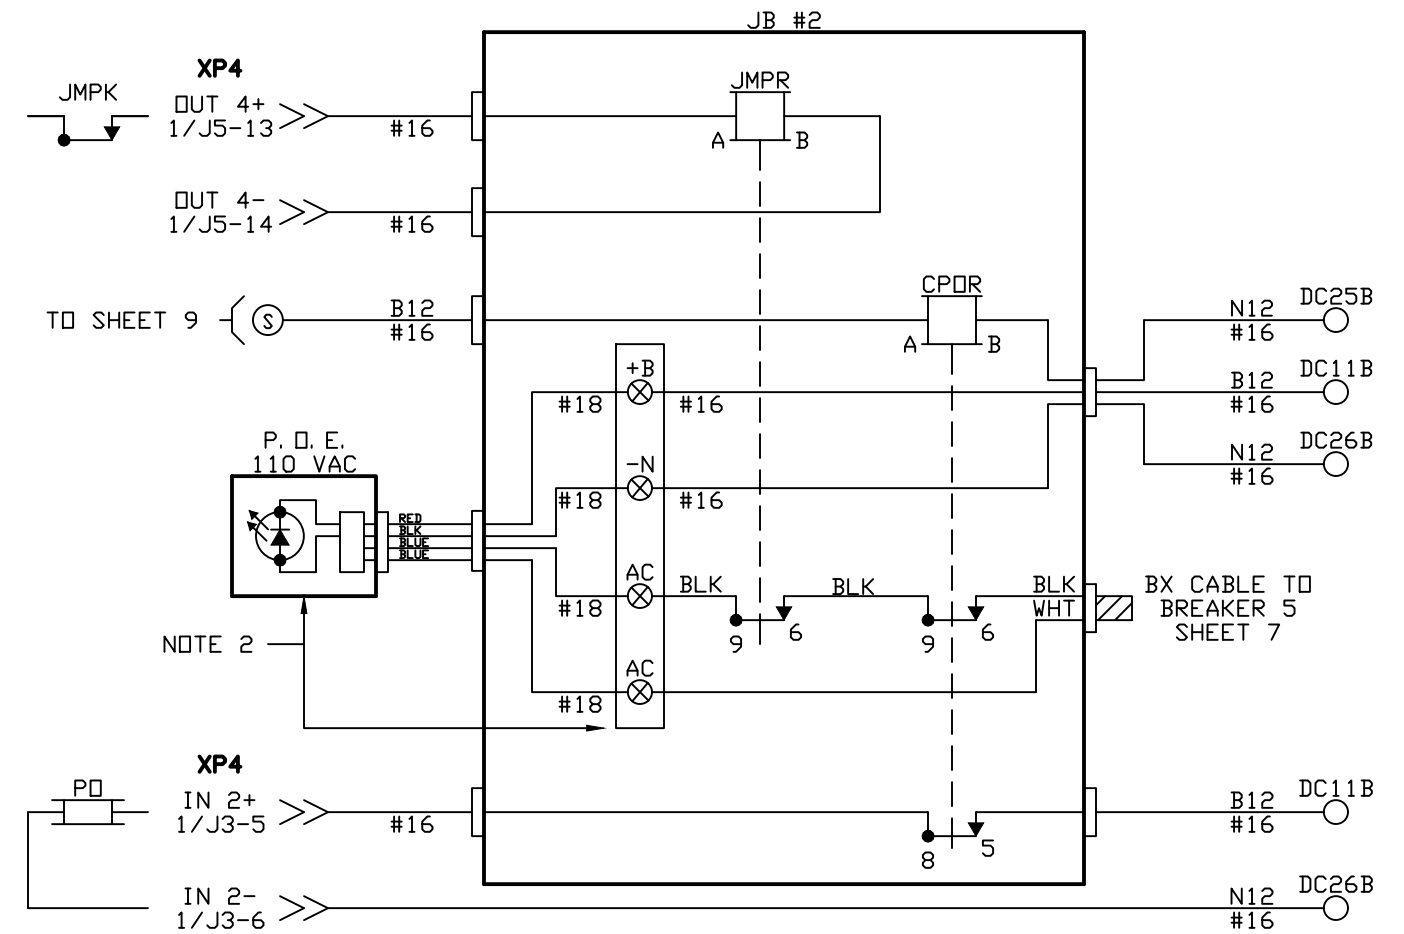 JB #2
XP4
JMPK
OUT 4+
1/J5-13
#16
JMPR
A
B
OUT 4-
1/J5-14
#16
TO SHEET 9
S
B12
#16
CPOR
A
B
N12
#16
DC25B
+B
#18
#16
B12
#16
DC11B
-N
#18
#16
N12
#16
DC26B
P.O.E.
110 VAC
RED
BLK
BLUE
BLUE
AC
#18
BLK
9
6
BLK
9
6
BLK
WHT
BX CABLE TO
BREAKER 5
SHEET 7
NOTE 2
AC
#18
XP4
PO
IN 2+
1/J3-5
#16
8
5
B12
#16
DC11B
IN 2-
1/J3-6
N12
#16
DC26B